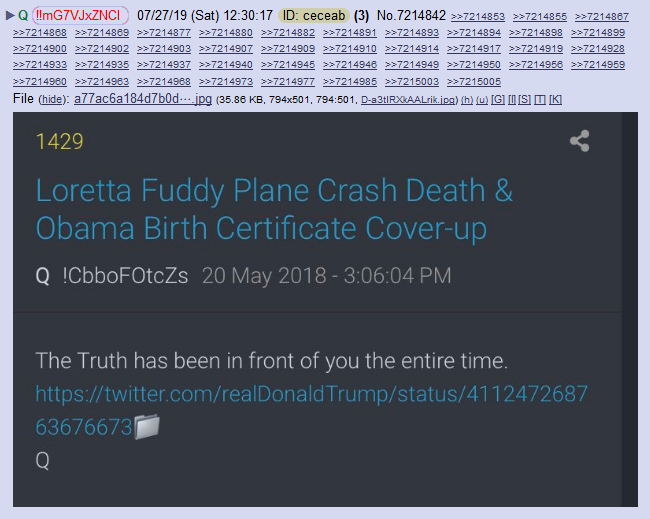 ▶ Q !!mG7VJxZNCI 07/27/19 (Sat) 12:30:17 ID: ceceab (3) No.7214842 >>7214853 >>7214855 >>7214867
>>7214868 >>7214869 >>7214877 >>7214880 >>7214882 >>7214891 >>7214893 >>7214894 >>7214898 >>7214899
>>7214900 >>7214902 >>7214903 >>7214907 >>7214909 >>7214910 >>7214914 >>7214917 >>7214919 >>7214928
>>7214933 >>7214935 >>7214937 >>7214940 >>7214945 >>7214946 >>7214949 >>7214950 >>7214956 >>7214959
>>7214960 >>7214963 >>7214968 >>7214973 >>7214977 >>7214985 >>7215003 >>7215005
File (hide): a77ac6a184d7b0d⋯.jpg (35.86 KB, 794x501, 794:501, D-a3tIRXkAALrik.jpg) (h) (u) [G] [I] [S] [T] [K]
1429
Loretta Fuddy Plane Crash Death &
Obama Birth Certificate Cover-up
Q !CbboFOtcZs 20 May 2018 - 3:06:04 PM
The Truth has been in front of you the entire time.
https://twitter.com/realDonaldTrump/status/4112472687
63676673
Q